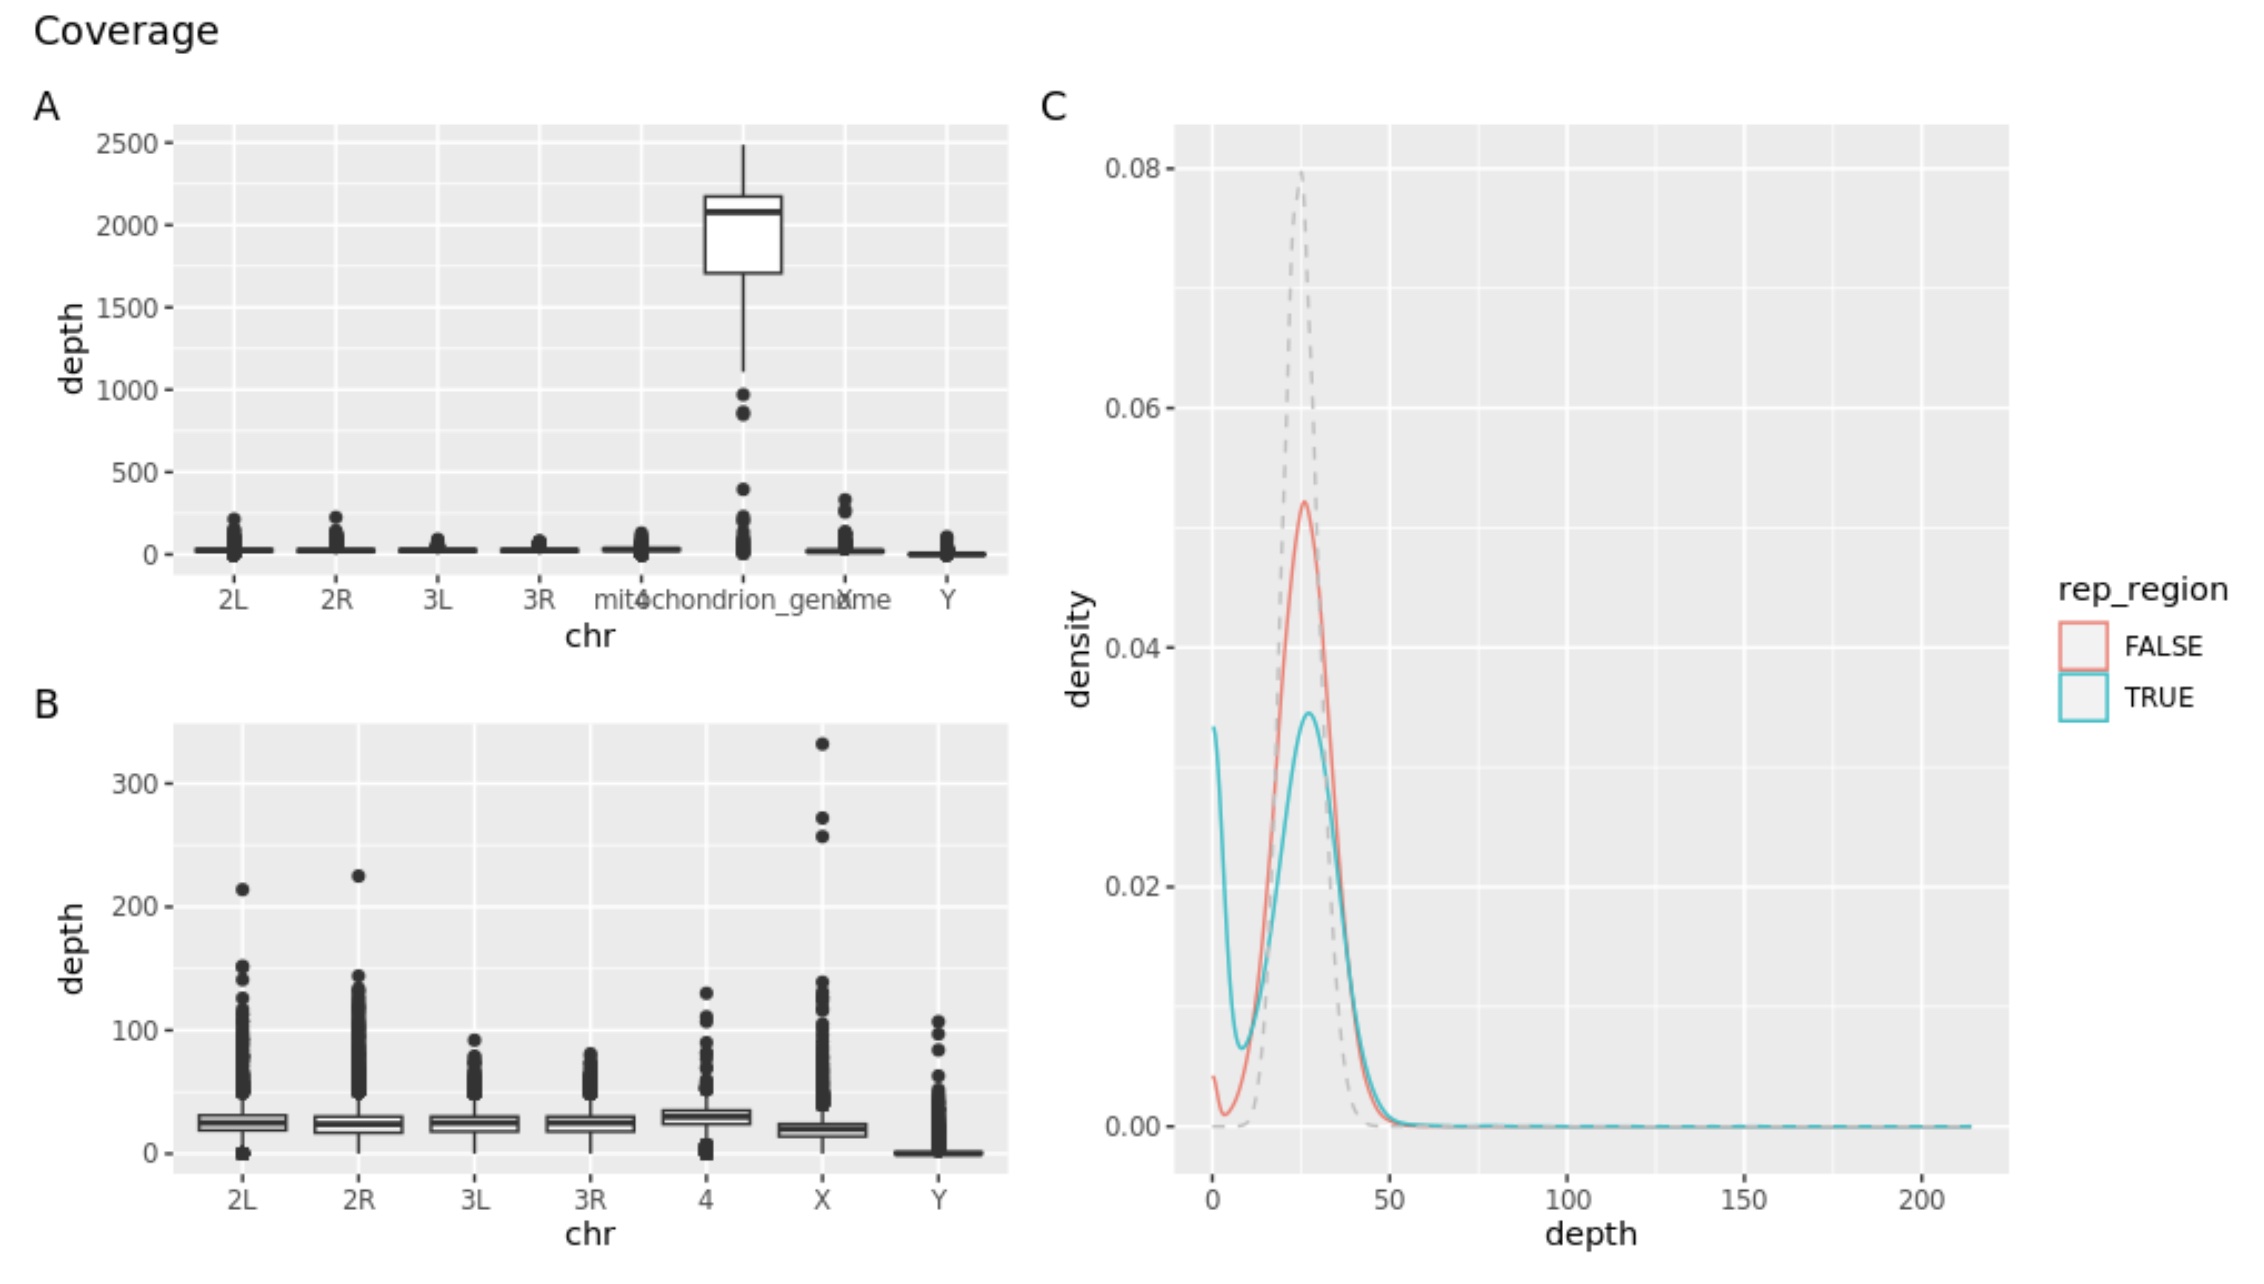 Coverage
A
2500
2000
1500
1000
500
0
depth
2L 2R 3L 3R 4 mitochondrion_genome X Y
chr
B
300
200
100
0
depth
2L 2R 3L 3R 4 X Y
chr
C
0.08
0.06
0.04
0.02
0.00
density
0 50 100 150 200
depth
rep_region
FALSE
TRUE